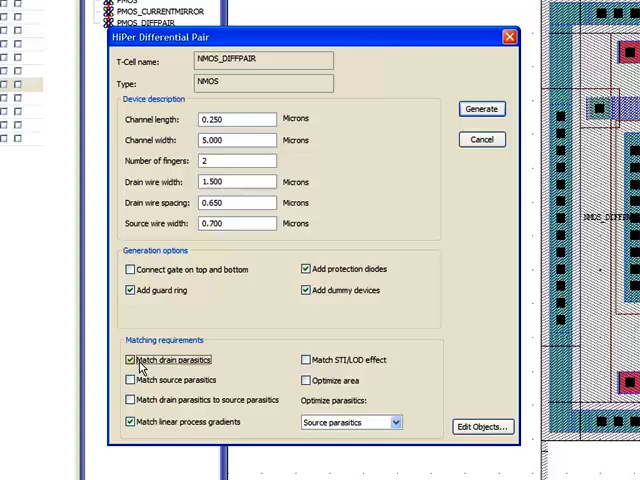 PMOS
PMOS_CURRENTMIRROR
PMOS_DIFFPAIR
HiPer Differential Pair
T-Cell name: NMOS_DIFFPAIR
Type: NMOS
Device description
Channel length: 0.250 Microns
Channel width: 5.000 Microns
Number of fingers: 2
Drain wire width: 1.500 Microns
Drain wire spacing: 0.650 Microns
Source wire width: 0.700 Microns
Generate
Cancel
Generation options
Connect gate on top and bottom
Add protection diodes
Add guard ring
Add dummy devices
Matching requirements
Match drain parasitics
Match STI/LOD effect
Match source parasitics
Optimize area
Match drain parasitics to source parasitics
Optimize parasitics:
Match linear process gradients
Source parasitics
Edit Objects...